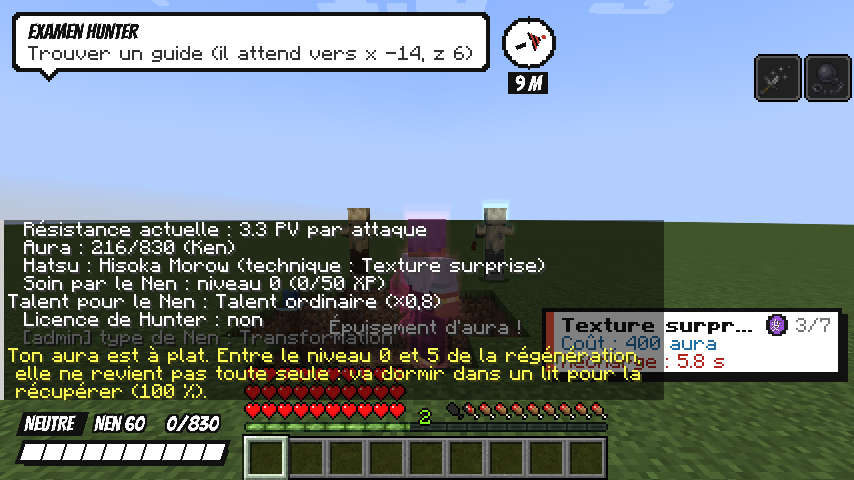 EXAMEN HUNTER
Trouver un guide (il attend vers x -14, z 6)
9 M
Résistance actuelle : 3.3 PV par attaque
Aura : 216/830 (Ken)
Hatsu : Hisoka Morow (technique : Texture surprise)
Soin par le Nen : niveau 0 (0/50 XP)
Talent pour le Nen : Talent ordinaire (×0,8)
Licence de Hunter : non
Épuisement d'aura !
[admin] type de Nen : Transformation
Texture surpr... 3/7
Coût : 400 aura
Recharge : 5.8 s
Ton aura est à plat. Entre le niveau 0 et 5 de la régénération,
elle ne revient pas toute seule : va dormir dans un lit pour la
récupérer (100 %).
2
NEUTRE NEN 60 0/830